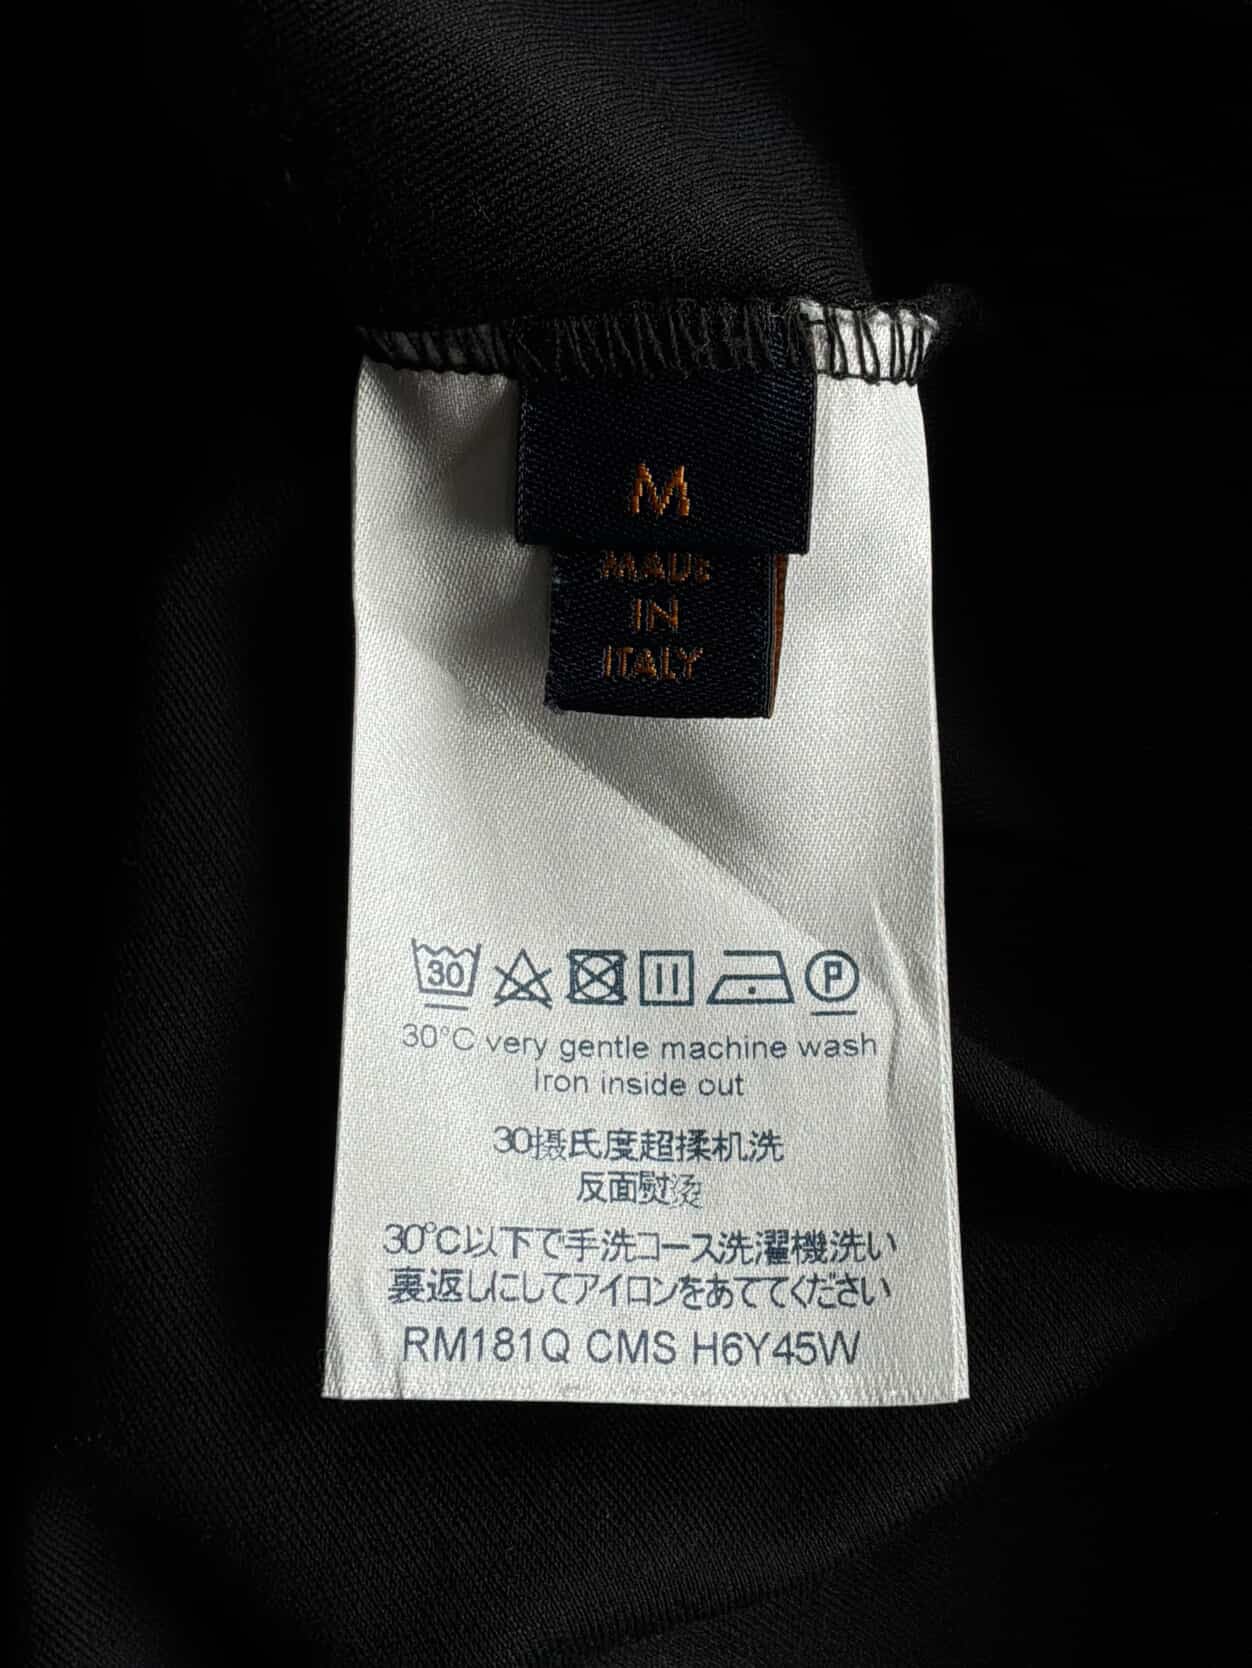 M
MADE
IN
ITALY
30 P
30°C very gentle machine wash
Iron inside out
30摄氏度超揉机洗
反面熨烫
30°C以下で手洗コース洗濯機洗い
裏返しにしてアイロンをあててください
RM181Q CMS H6Y45W